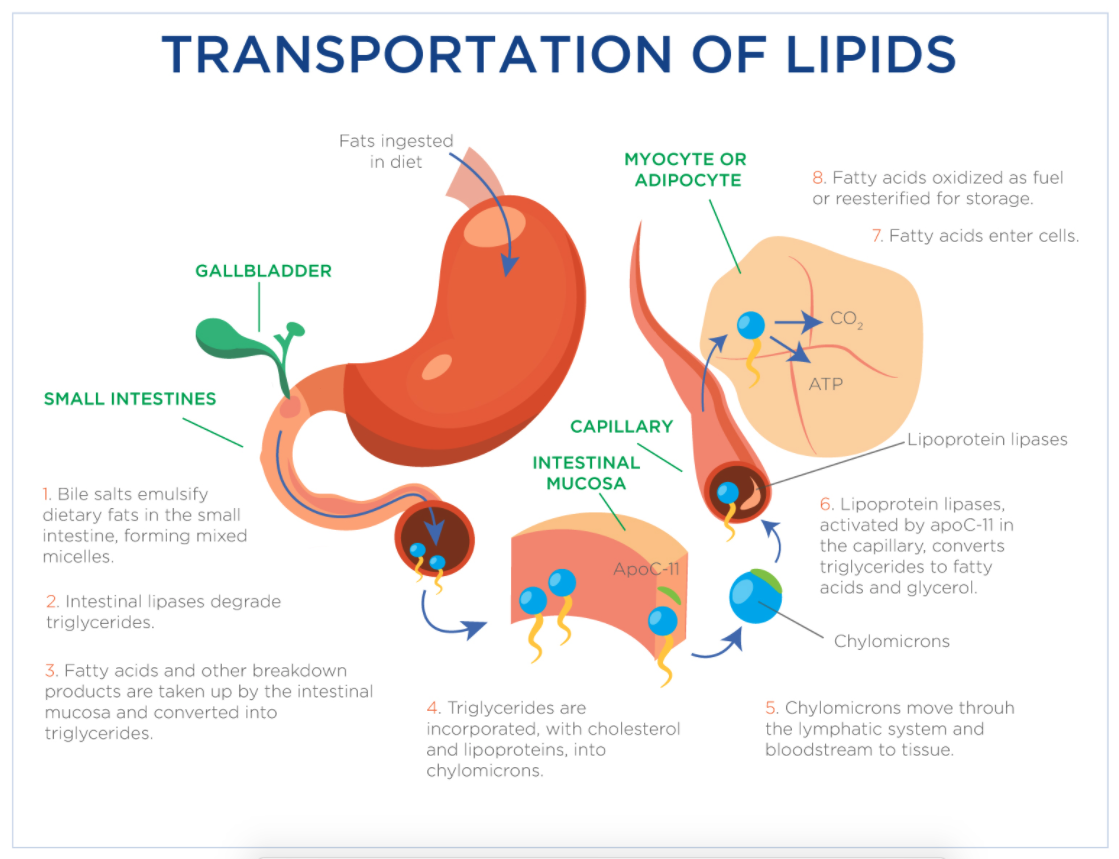 TRANSPORTATION OF LIPIDS
Fats ingested
in diet
MYOCYTE OR
ADIPOCYTE
8. Fatty acids oxidized as fuel
or reesterified for storage.
7. Fatty acids enter cells.
GALLBLADDER
CO2
ATP
SMALL INTESTINES
CAPILLARY
Lipoprotein lipases
INTESTINAL
MUCOSA
1. Bile salts emulsify
dietary fats in the small
intestine, forming mixed
micelles.
6. Lipoprotein lipases,
activated by apoC-11 in
the capillary, converts
triglycerides to fatty
acids and glycerol.
ApoC-11
2. Intestinal lipases degrade
triglycerides.
Chylomicrons
3. Fatty acids and other breakdown
products are taken up by the intestinal
mucosa and converted into
triglycerides.
4. Triglycerides are
incorporated, with cholesterol
and lipoproteins, into
chylomicrons.
5. Chylomicrons move throuh
the lymphatic system and
bloodstream to tissue.